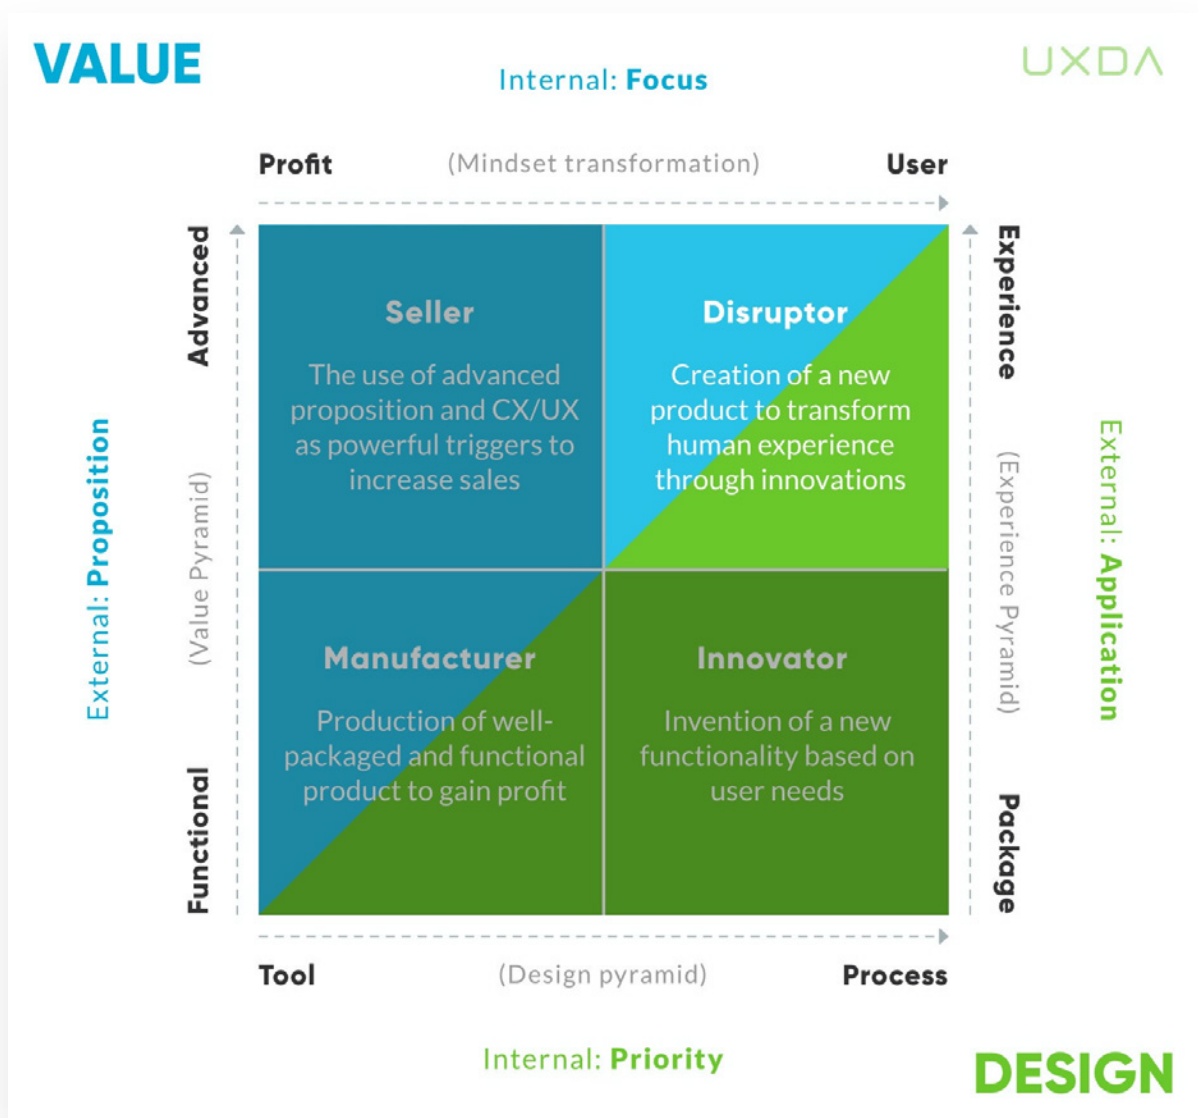 VALUE
Internal: Focus
UXDA
Profit
(Mindset transformation)
User
Advanced
Experience
Seller
The use of advanced
proposition and CX/UX
as powerful triggers to
increase sales
Disruptor
Creation of a new
product to transform
human experience
through innovations
External: Proposition
(Value Pyramid)
(Experience Pyramid)
External: Application
Manufacturer
Production of well-
packaged and functional
product to gain profit
Innovator
Invention of a new
functionality based on
user needs
Functional
Package
Tool
(Design pyramid)
Process
Internal: Priority
DESIGN